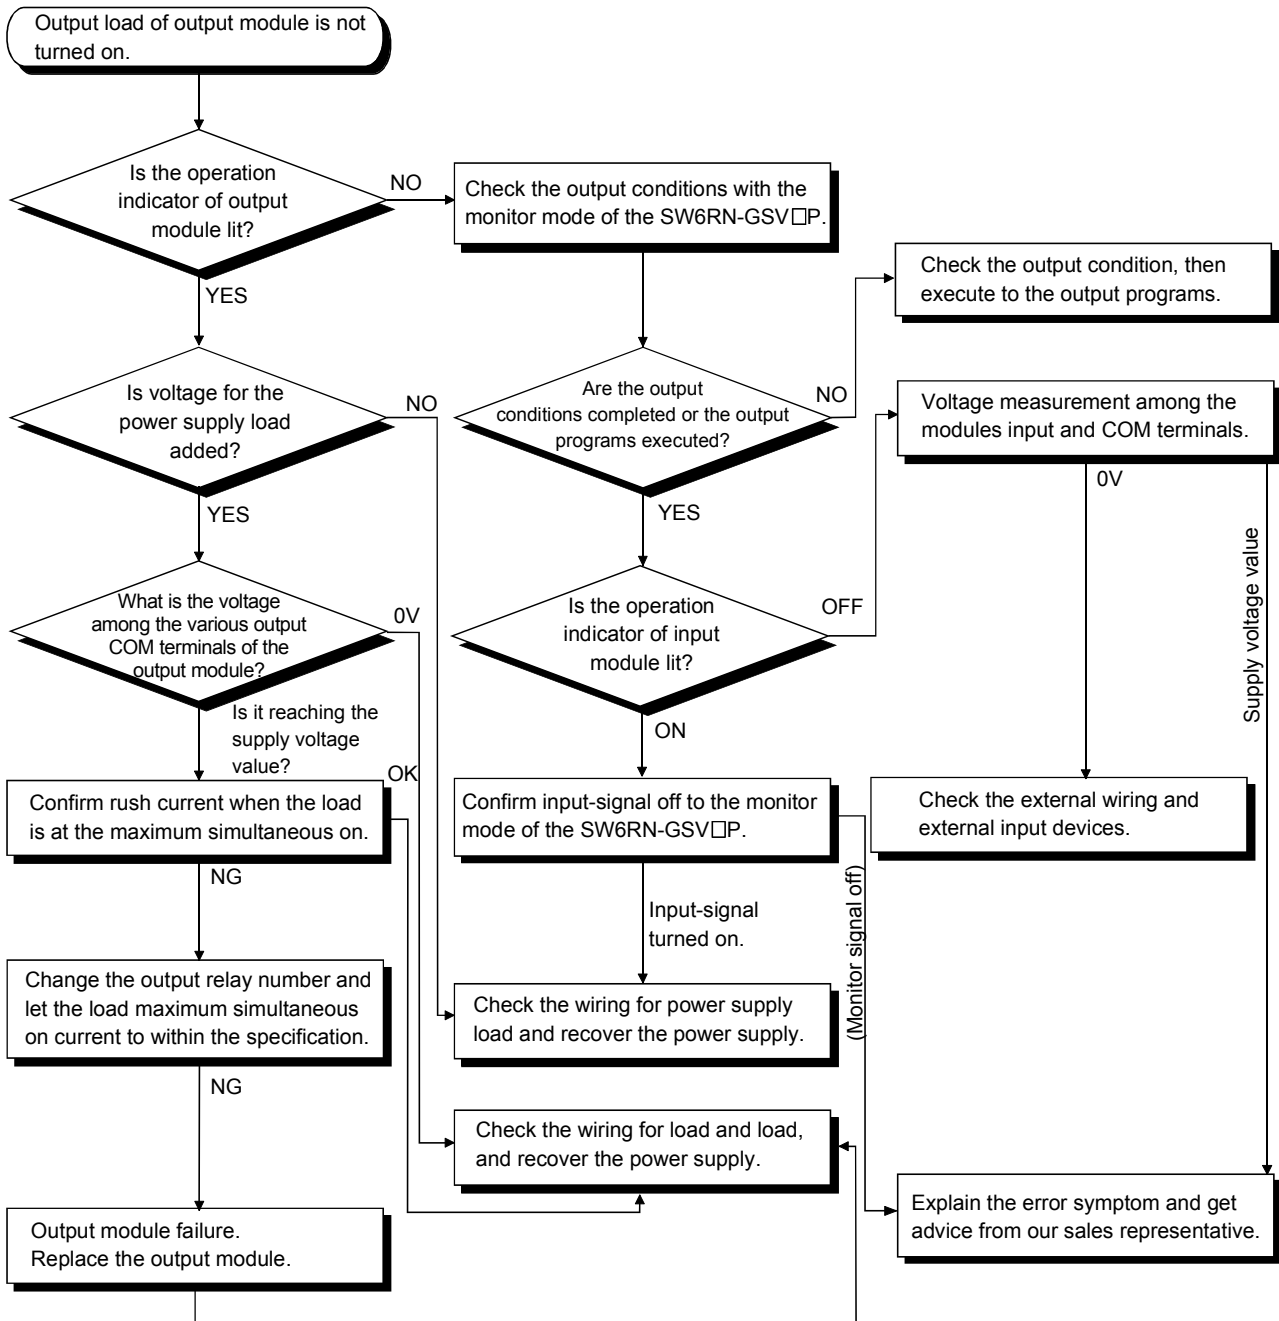 Output load of output module is not
turned on.
Is the operation
indicator of output
module lit?
NO
YES
Check the output conditions with the
monitor mode of the SW6RN-GSV□P.
Check the output condition, then
execute to the output programs.
Is voltage for the
power supply load
added?
NO
YES
Are the output
conditions completed or the output
programs executed?
NO
YES
Voltage measurement among the
modules input and COM terminals.
0V
Supply voltage value
What is the voltage
among the various output
COM terminals of the
output module?
0V
Is it reaching the
supply voltage
value?
Is the operation
indicator of input
module lit?
OFF
ON
Confirm rush current when the load
is at the maximum simultaneous on.
OK
NG
Confirm input-signal off to the monitor
mode of the SW6RN-GSV□P.
Input-signal
turned on.
(Monitor signal off)
Check the external wiring and
external input devices.
Change the output relay number and
let the load maximum simultaneous
on current to within the specification.
NG
Check the wiring for power supply
load and recover the power supply.
Check the wiring for load and load,
and recover the power supply.
Output module failure.
Replace the output module.
Explain the error symptom and get
advice from our sales representative.